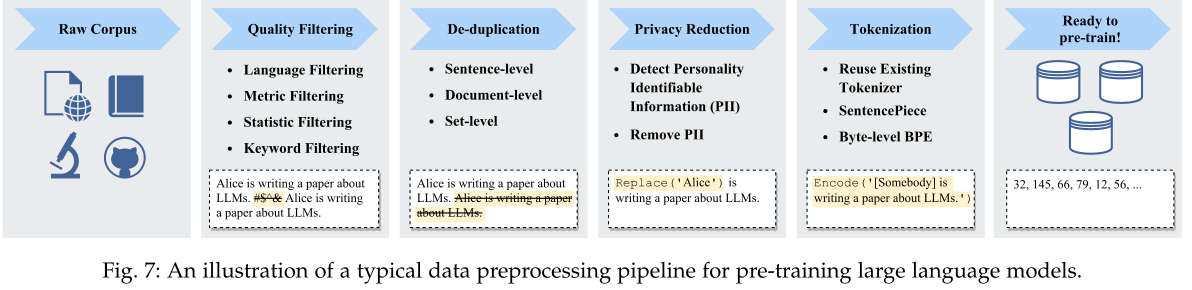 Raw Corpus
Quality Filtering
• Language Filtering
• Metric Filtering
• Statistic Filtering
• Keyword Filtering
Alice is writing a paper about
LLMs. #$^& Alice is writing
a paper about LLMs.
De-duplication
• Sentence-level
• Document-level
• Set-level
Alice is writing a paper about
LLMs. Alice is writing a paper
about LLMs.
Privacy Reduction
• Detect Personality
Identifiable
Information (PII)
• Remove PII
Replace('Alice') is
writing a paper about LLMs.
Tokenization
• Reuse Existing
Tokenizer
• SentencePiece
• Byte-level BPE
Encode('[Somebody] is
writing a paper about LLMs.')
Ready to
pre-train!
32, 145, 66, 79, 12, 56, ...
Fig. 7: An illustration of a typical data preprocessing pipeline for pre-training large language models.